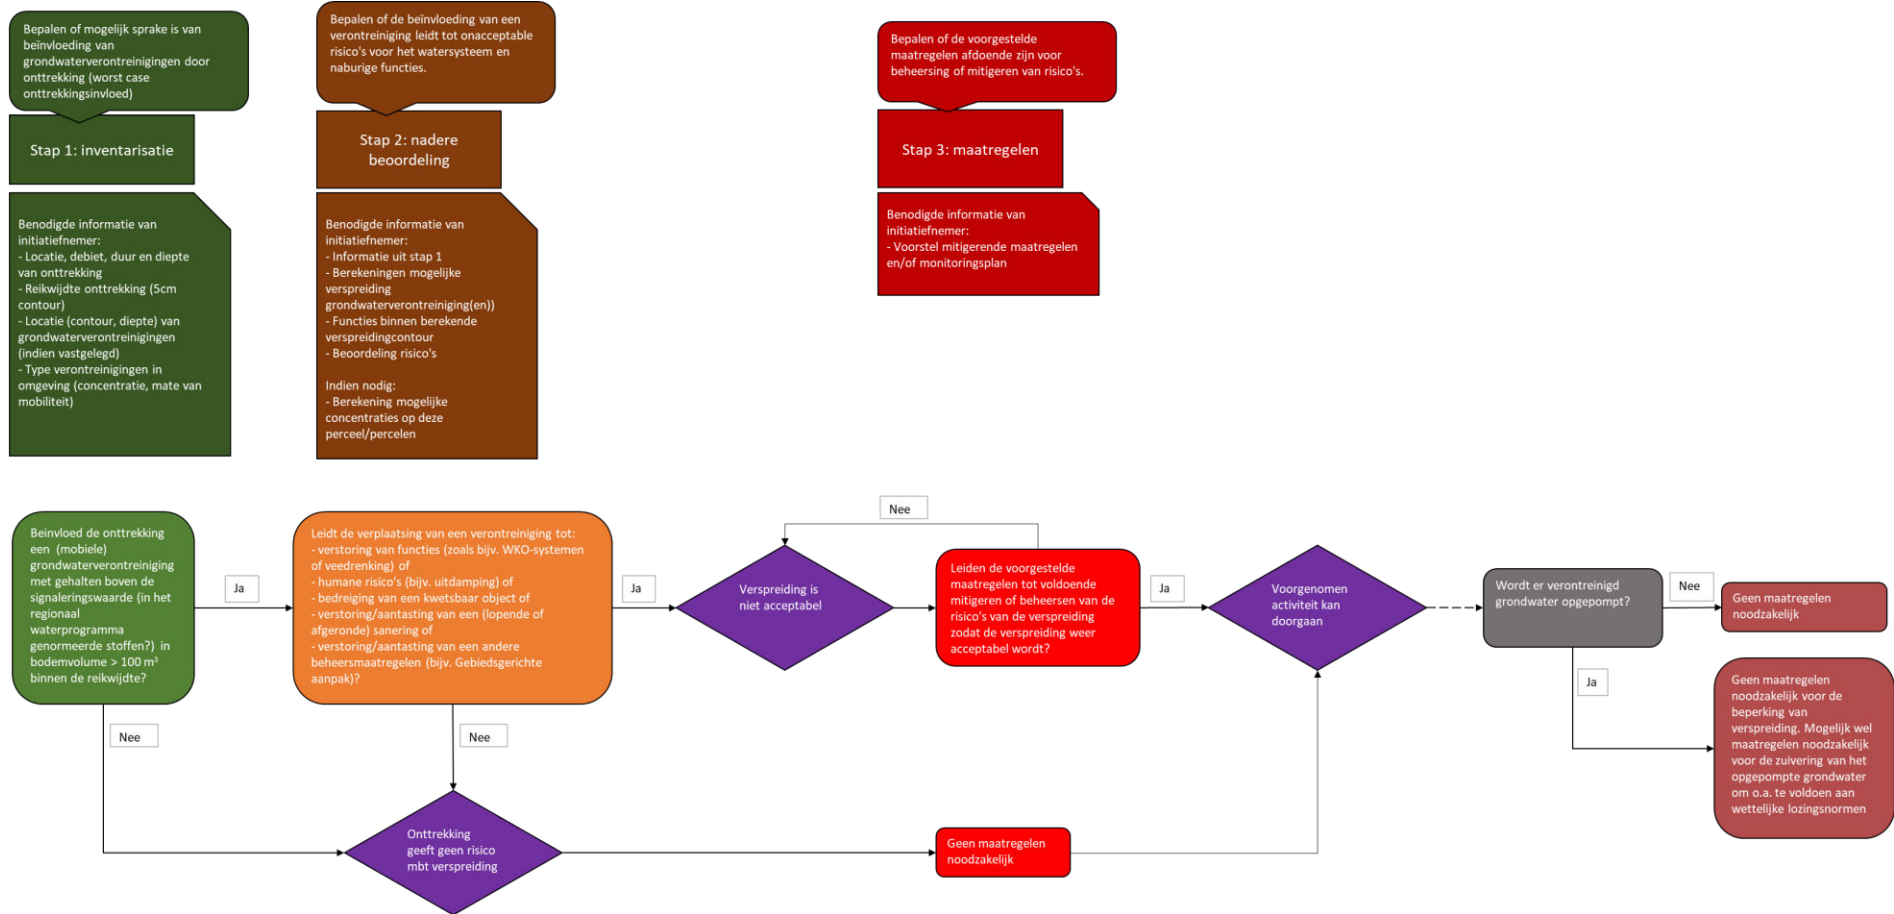 Bepalen of mogelijk sprake is van
beïnvloeding van
grondwaterverontreinigingen door
onttrekking (worst case
onttrekkingsinvloed)
Stap 1: inventarisatie
Benodigde informatie van
initiatiefnemer:
- Locatie, debiet, duur en diepte
van onttrekking
- Reikwijdte onttrekking (5cm
contour)
- Locatie (contour, diepte) van
grondwaterverontreinigingen
(indien vastgelegd)
- Type verontreinigingen in
omgeving (concentratie, mate van
mobiliteit)
Bepalen of de beïnvloeding van een
verontreiniging leidt tot onacceptable
risico's voor het watersysteem en
naburige functies.
Stap 2: nadere
beoordeling
Benodigde informatie van
initiatiefnemer:
- Informatie uit stap 1
- Berekeningen mogelijke
verspreiding
grondwaterverontreiniging(en))
- Functies binnen berekende
verspreidingcontour
- Beoordeling risico's
Indien nodig:
- Berekening mogelijke
concentraties op deze
perceel/percelen
Bepalen of de voorgestelde
maatregelen afdoende zijn voor
beheersing of mitigeren van risico's.
Stap 3: maatregelen
Benodigde informatie van
initiatiefnemer:
- Voorstel mitigerende maatregelen
en/of monitoringsplan
Beinvloed de onttrekking
een (mobiele)
grondwaterverontreiniging
met gehalten boven de
signaleringswaarde (in het
regionaal
waterprogramma
genormeerde stoffen?) in
bodemvolume > 100 m³
binnen de reikwijdte?
Ja
Nee
Leidt de verplaatsing van een verontreiniging tot:
- verstoring van functies (zoals bijv. WKO-systemen
of veedrenking) of
- humane risico's (bijv. uitdamping) of
- bedreiging van een kwetsbaar object of
- verstoring/aantasting van een (lopende of
afgeronde) sanering of
- verstoring/aantasting van een andere
beheersmaatregelen (bijv. Gebiedsgerichte
aanpak)?
Ja
Nee
Verspreiding is
niet acceptabel
Nee
Leiden de voorgestelde
maatregelen tot voldoende
mitigeren of beheersen van de
risico's van de verspreiding
zodat de verspreiding weer
acceptabel wordt?
Ja
Voorgenomen
activiteit kan
doorgaan
Wordt er verontreinigd
grondwater opgepompt?
Nee
Geen maatregelen
noodzakelijk
Ja
Geen maatregelen
noodzakelijk voor de
beperking van
verspreiding. Mogelijk wel
maatregelen noodzakelijk
voor de zuivering van het
opgepompte grondwater
om o.a. te voldoen aan
wettelijke lozingsnormen
Onttrekking
geeft geen risico
mbt verspreiding
Geen maatregelen
noodzakelijk